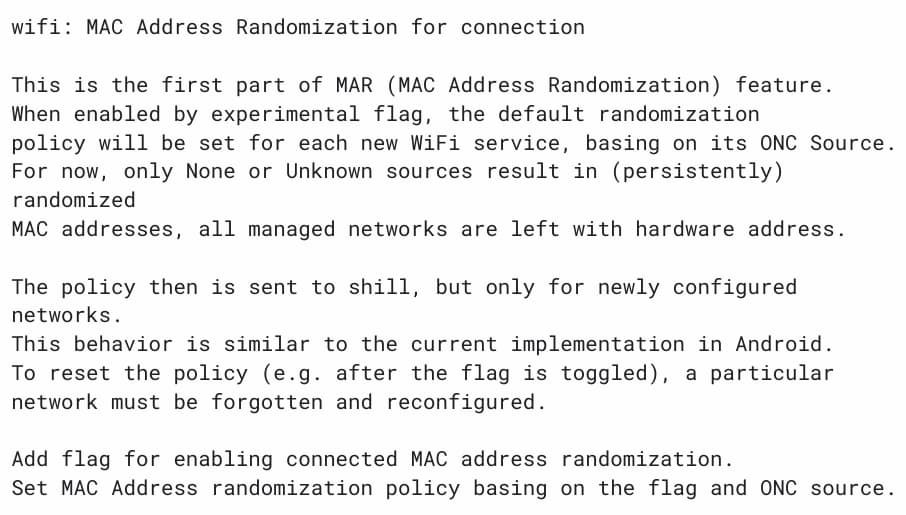 wifi: MAC Address Randomization for connection
This is the first part of MAR (MAC Address Randomization) feature.
When enabled by experimental flag, the default randomization
policy will be set for each new WiFi service, basing on its ONC Source.
For now, only None or Unknown sources result in (persistently)
randomized
MAC addresses, all managed networks are left with hardware address.
The policy then is sent to shill, but only for newly configured
networks.
This behavior is similar to the current implementation in Android.
To reset the policy (e.g. after the flag is toggled), a particular
network must be forgotten and reconfigured.
Add flag for enabling connected MAC address randomization.
Set MAC Address randomization policy basing on the flag and ONC source.